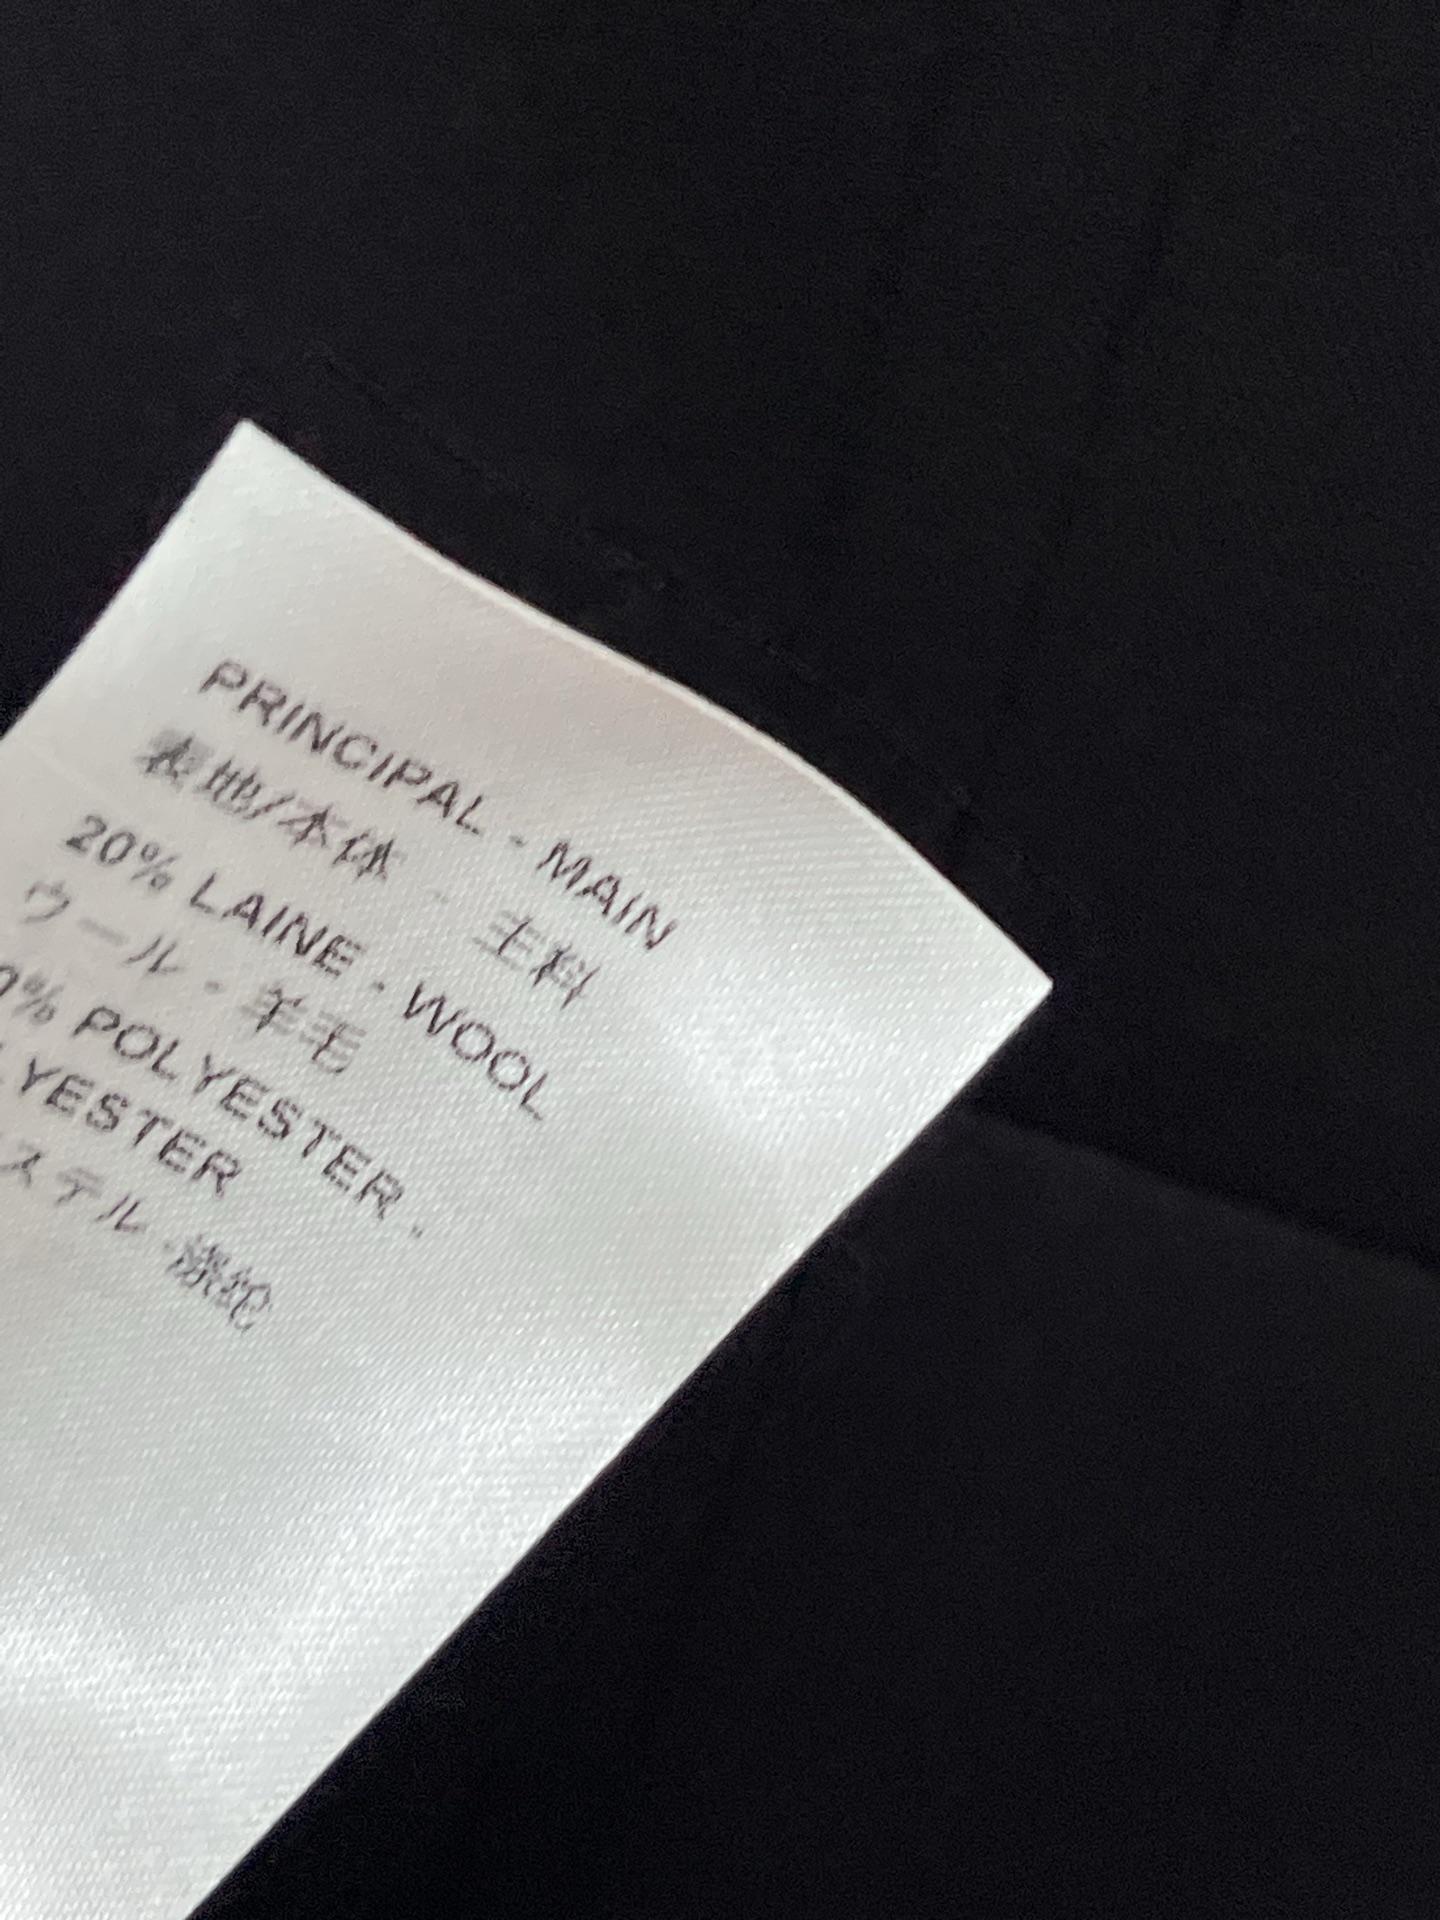 PRINCIPAL - MAIN
表地/本体 - 主料
20% LAINE - WOOL
ウール - 羊毛
0% POLYESTER -
LYESTER
ステル -涤纶